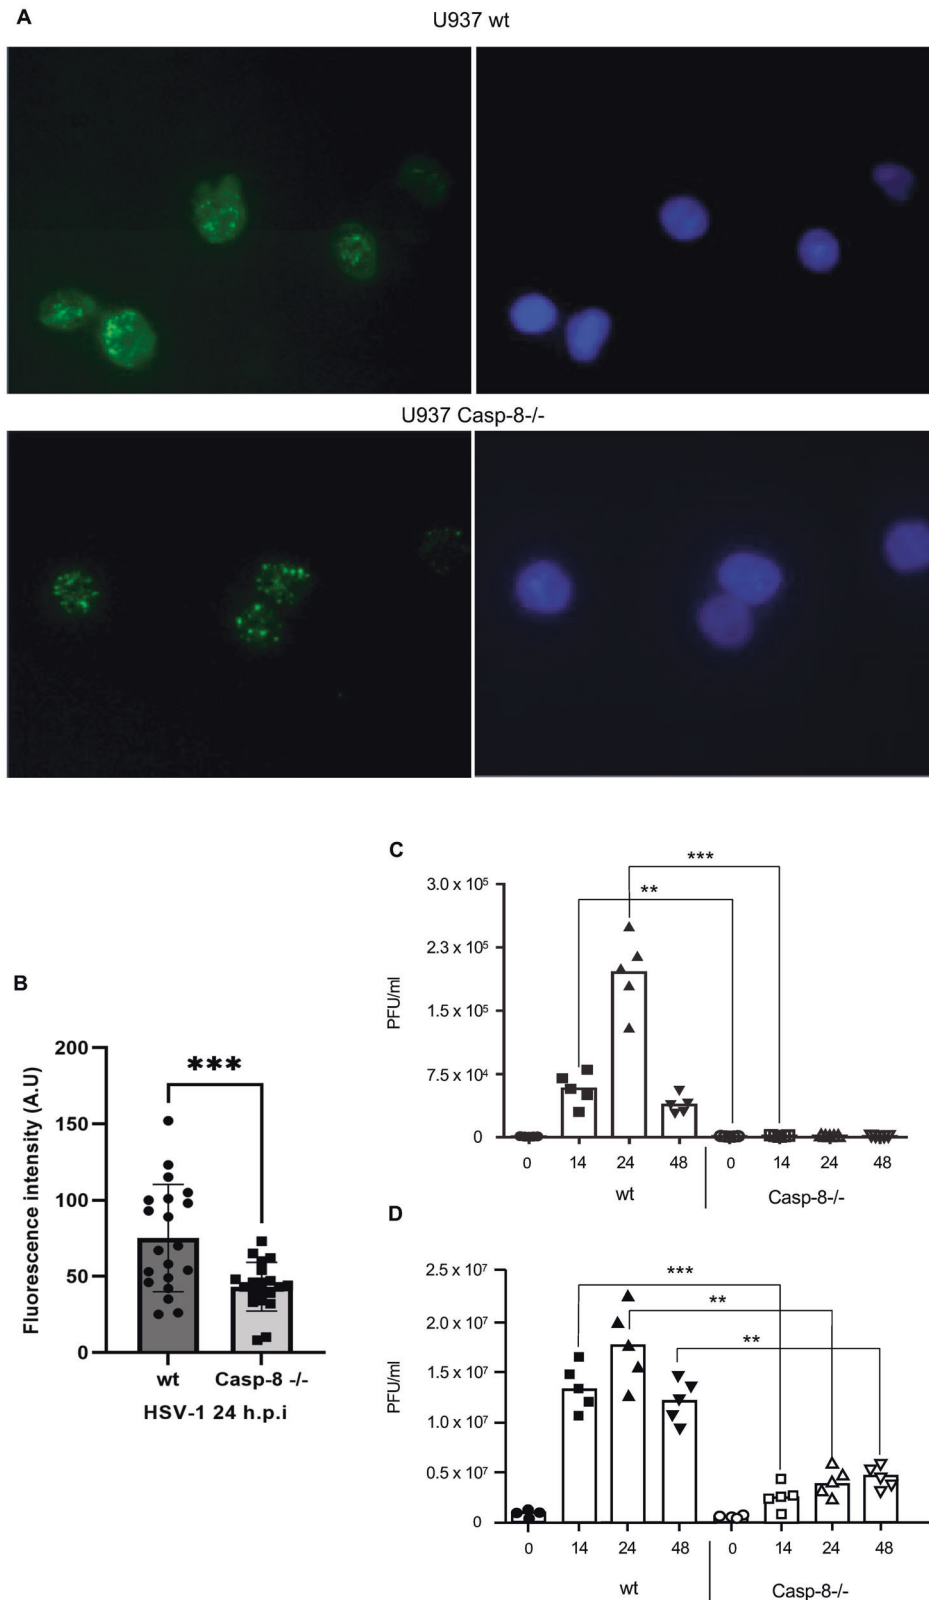 A
U937 wt
U937 Casp-8-/-
B
Fluorescence intensity (A.U)
200
150
100
50
0
***
wt Casp-8 -/-
HSV-1 24 h.p.i
C
PFU/ml
3.0 x 10⁵
2.3 x 10⁵
1.5 x 10⁵
7.5 x 10⁴
0
***
**
0 14 24 48 0 14 24 48
wt Casp-8-/-
D
PFU/ml
2.5 x 10⁷
2.0 x 10⁷
1.5 x 10⁷
1.0 x 10⁷
0.5 x 10⁷
0
***
**
**
0 14 24 48 0 14 24 48
wt Casp-8-/-